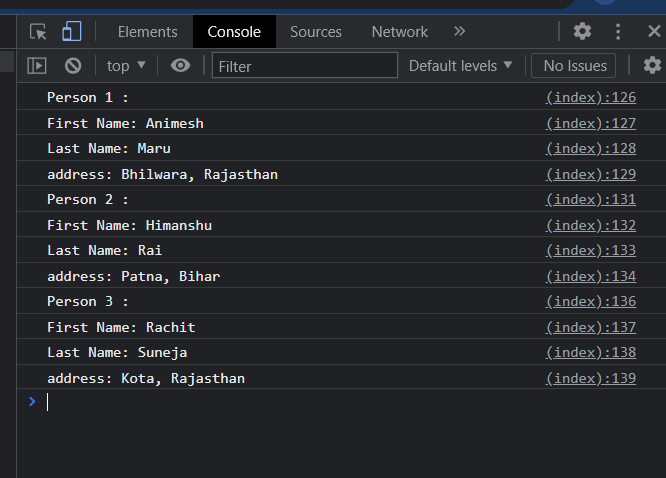 Elements Console Sources Network »
top Filter Default levels No Issues
Person 1 : (index):126
First Name: Animesh (index):127
Last Name: Maru (index):128
address: Bhilwara, Rajasthan (index):129
Person 2 : (index):131
First Name: Himanshu (index):132
Last Name: Rai (index):133
address: Patna, Bihar (index):134
Person 3 : (index):136
First Name: Rachit (index):137
Last Name: Suneja (index):138
address: Kota, Rajasthan (index):139